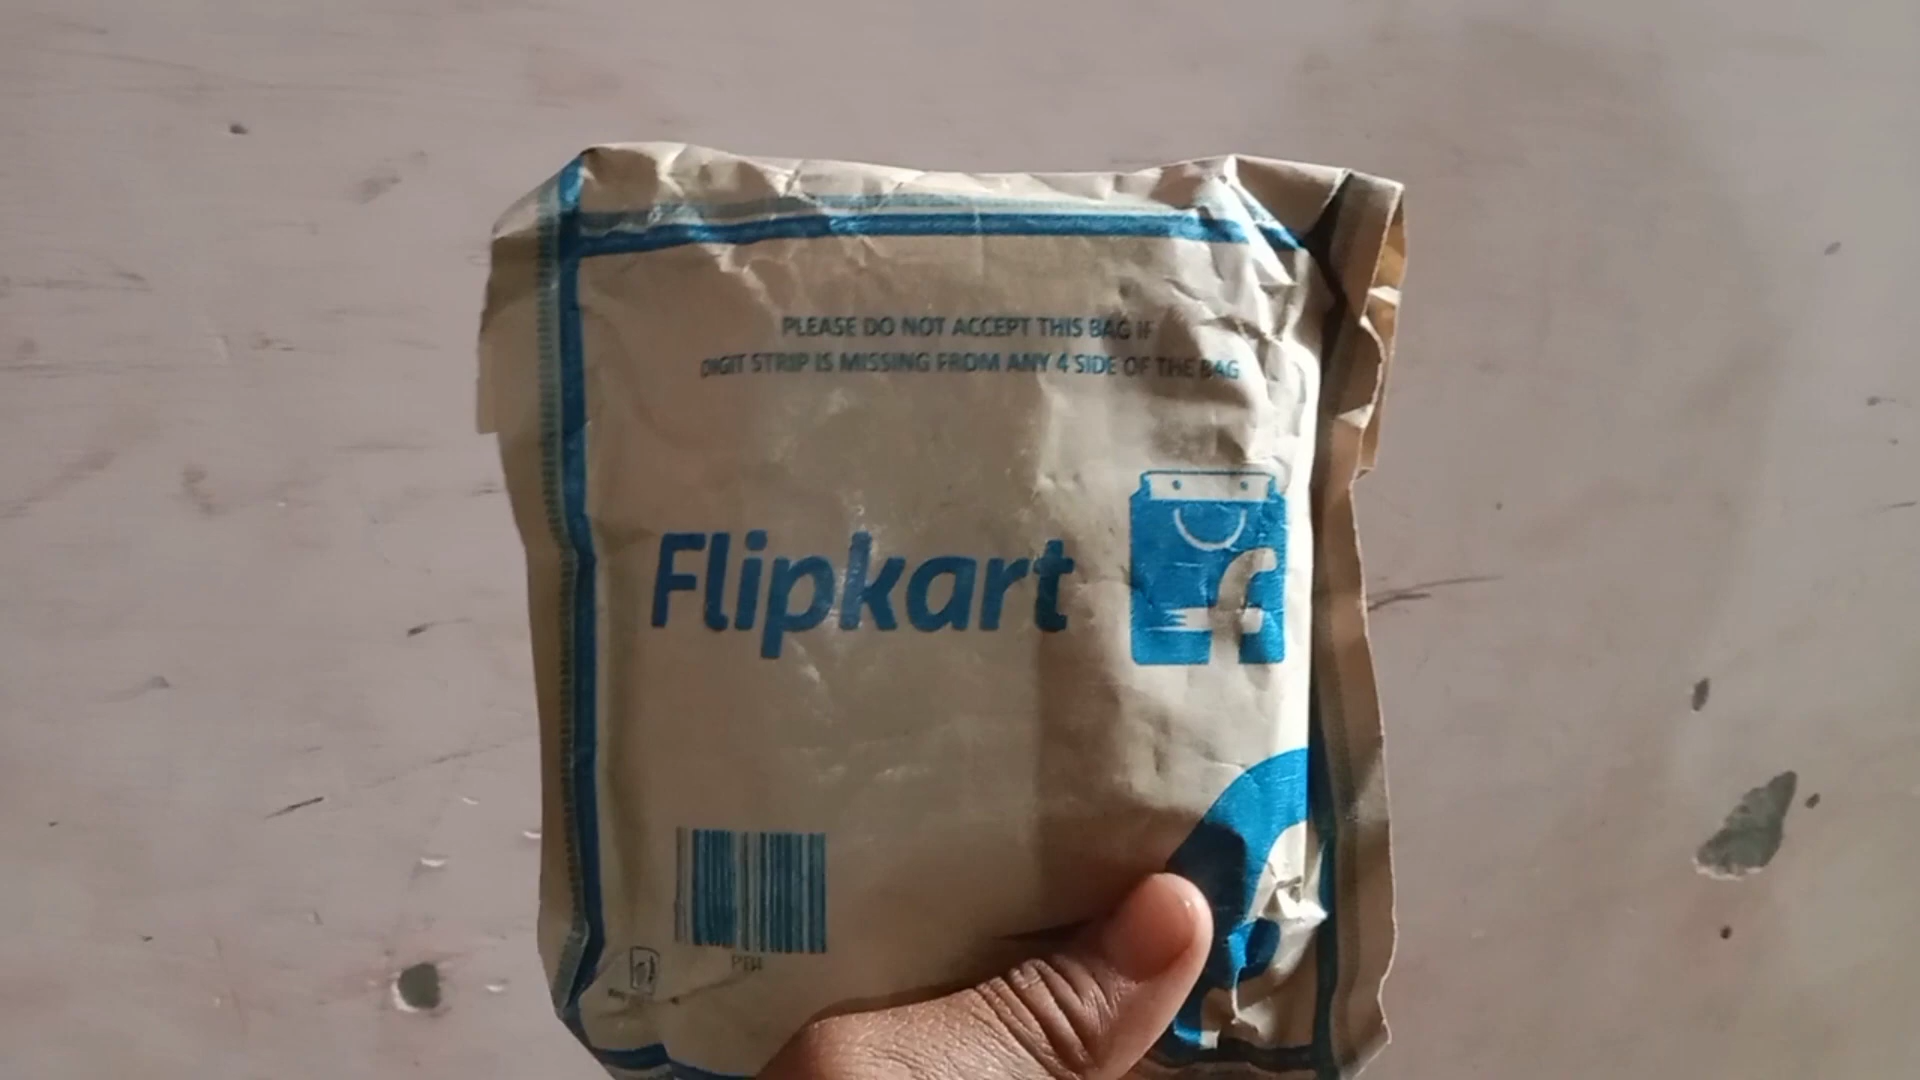 PLEASE DO NOT ACCEPT THIS BAG IF
DIGIT STRIP IS MISSING FROM ANY 4 SIDE OF THE BAG
Flipkart
f
PB4